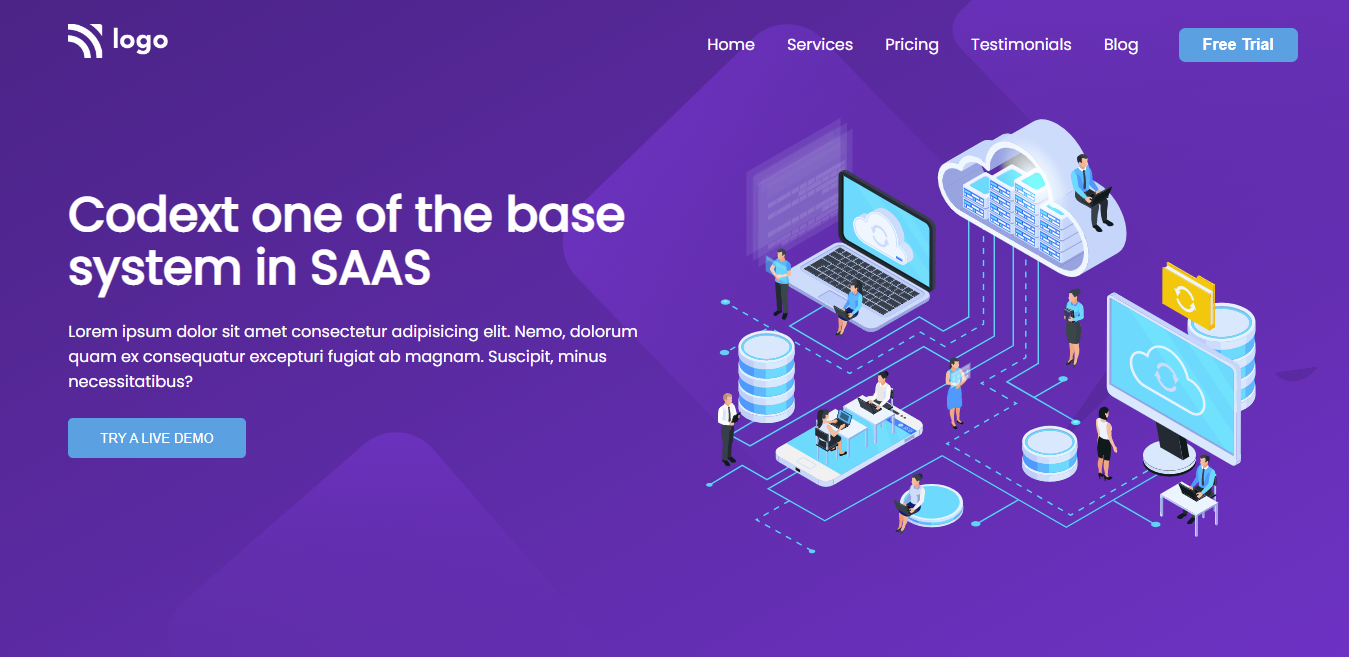 logo
Home Services Pricing Testimonials Blog Free Trial
Codext one of the base
system in SAAS
Lorem ipsum dolor sit amet consectetur adipisicing elit. Nemo, dolorum
quam ex consequatur excepturi fugiat ab magnam. Suscipit, minus
necessitatibus?
TRY A LIVE DEMO